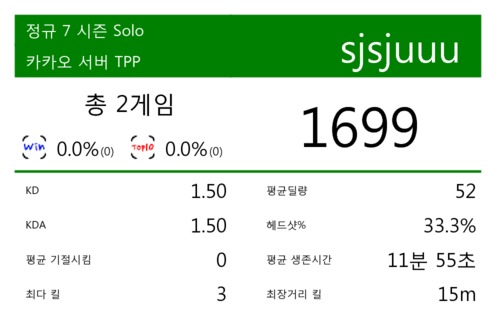 정규 7 시즌 Solo
카카오 서버 TPP
sjsjuuu
총 2게임
1699
Win 0.0%(0) Top10 0.0%(0)
KD 1.50
평균딜량 52
KDA 1.50
헤드샷% 33.3%
평균 기절시킴 0
평균 생존시간 11분 55초
최다 킬 3
최장거리 킬 15m